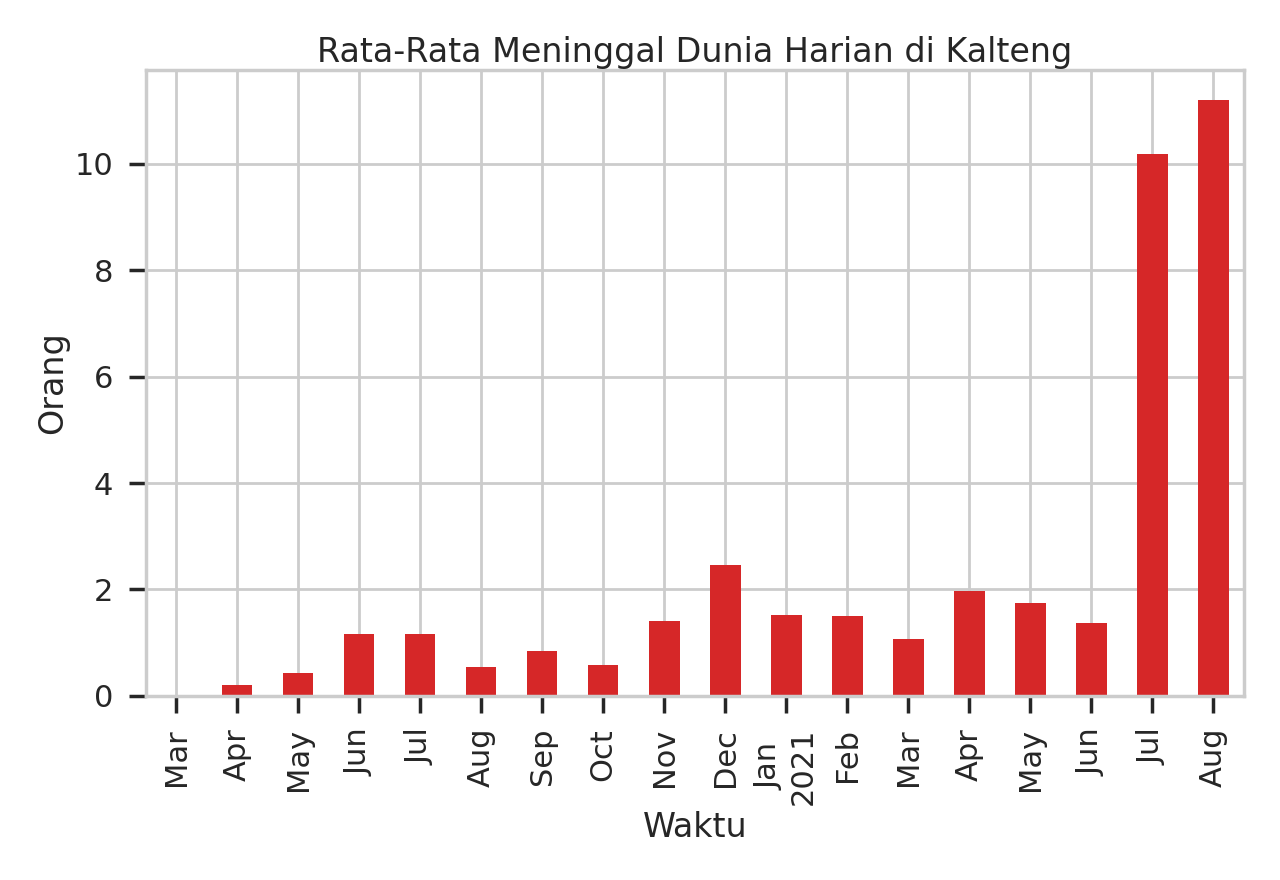 Rata-Rata Meninggal Dunia Harian di Kalteng
Orang
10
8
6
4
2
0
Mar
Apr
May
Jun
Jul
Aug
Sep
Oct
Nov
Dec
Jan
2021
Feb
Mar
Apr
May
Jun
Jul
Aug
Waktu